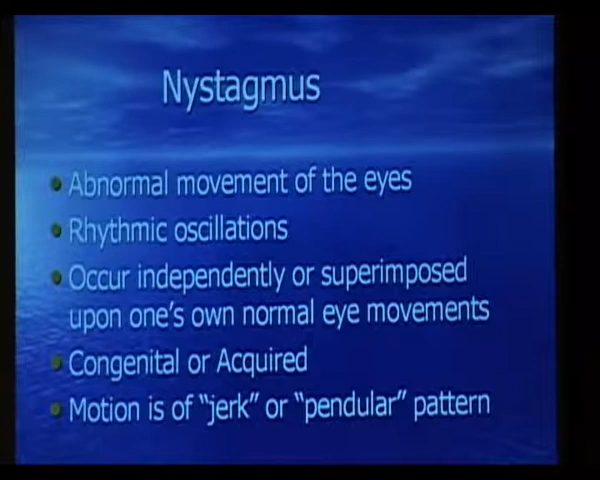 Nystagmus
• Abnormal movement of the eyes
• Rhythmic oscillations
• Occur independently or superimposed
upon one's own normal eye movements
• Congenital or Acquired
• Motion is of "jerk" or "pendular" pattern